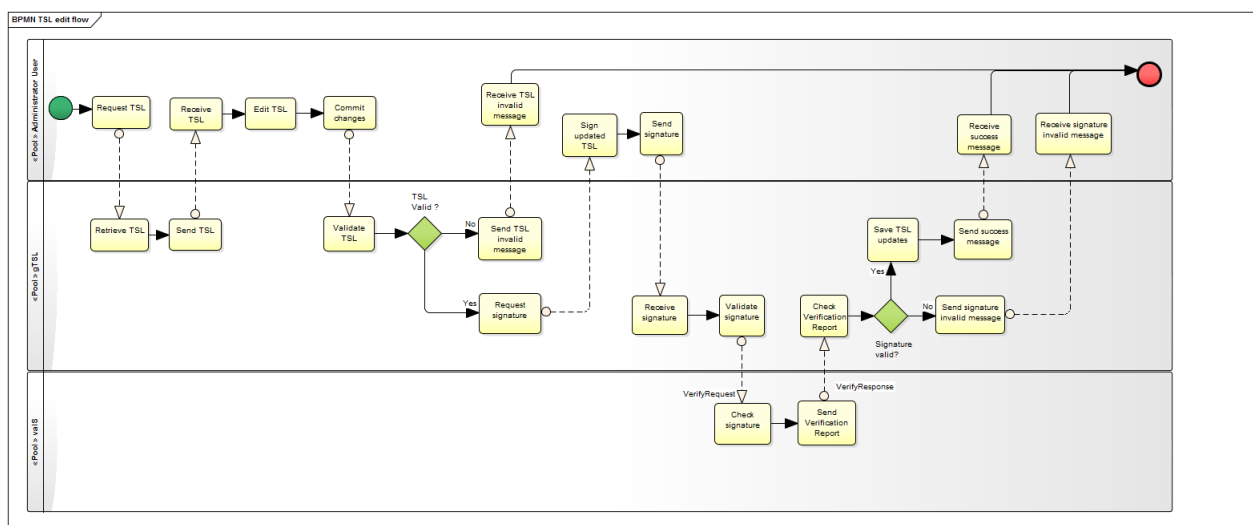 BPMN TSL edit flow
«Pool» Administrator User
Request TSL
Receive
TSL
Edit TSL
Commit
changes
Receive TSL
invalid
message
Sign
updated
TSL
Send
signature
Receive
success
message
Receive signature
invalid message
«Pool» gTSL
Retrieve TSL
Send TSL
Validate
TSL
TSL
Valid ?
No
Send TSL
invalid
message
Yes
Request
signature
Receive
signature
Validate
signature
Check
Verification
Report
Save TSL
updates
Send success
message
Yes
No
Signature
valid?
Send signature
invalid message
«Pool» valS
VerifyRequest
VerifyResponse
Check
signature
Send
Verification
Report